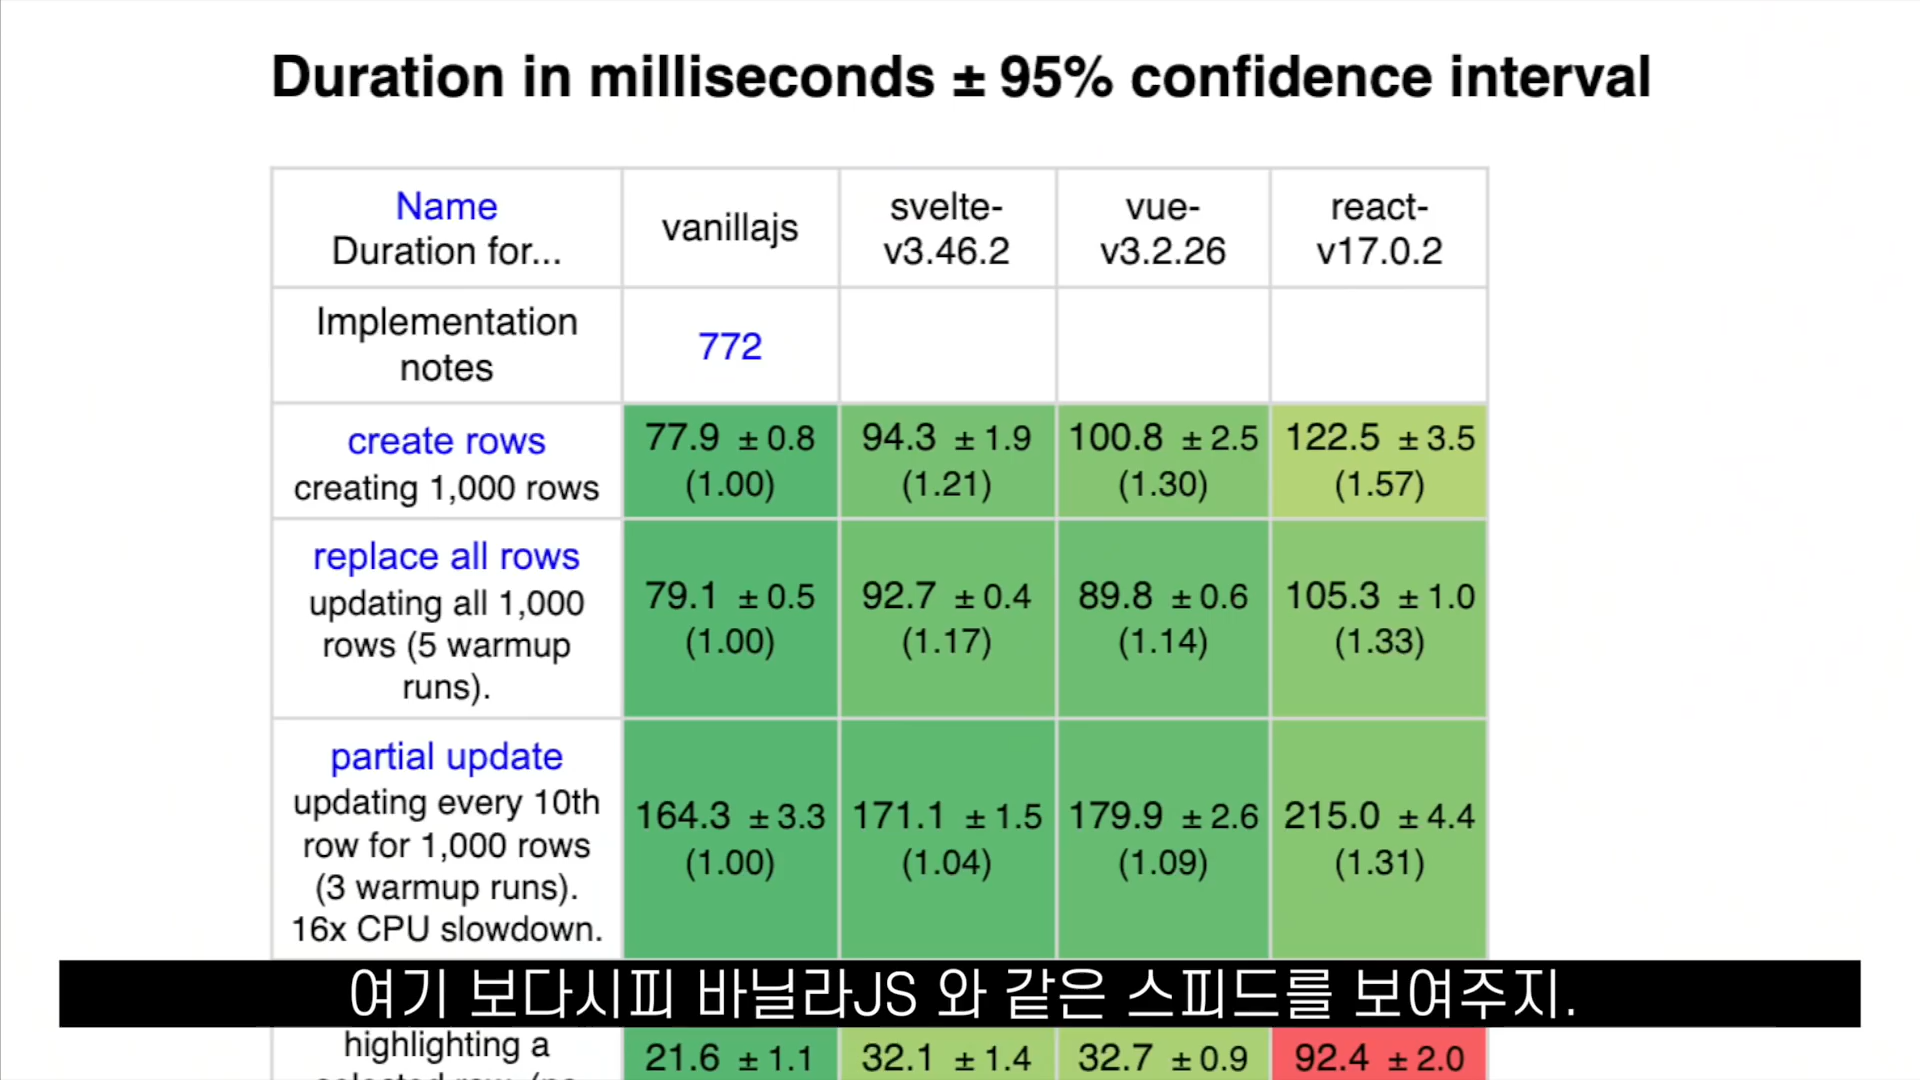 Duration in milliseconds ± 95% confidence interval
Name
Duration for...
vanillajs
svelte-
v3.46.2
vue-
v3.2.26
react-
v17.0.2
Implementation
notes
772
create rows
creating 1,000 rows
77.9 ± 0.8
(1.00)
94.3 ± 1.9
(1.21)
100.8 ± 2.5
(1.30)
122.5 ± 3.5
(1.57)
replace all rows
updating all 1,000
rows (5 warmup
runs).
79.1 ± 0.5
(1.00)
92.7 ± 0.4
(1.17)
89.8 ± 0.6
(1.14)
105.3 ± 1.0
(1.33)
partial update
updating every 10th
row for 1,000 rows
(3 warmup runs).
16x CPU slowdown.
164.3 ± 3.3
(1.00)
171.1 ± 1.5
(1.04)
179.9 ± 2.6
(1.09)
215.0 ± 4.4
(1.31)
여기 보다시피 바닐라JS 와 같은 스피드를 보여주지.
highlighting a
21.6 ± 1.1
32.1 ± 1.4
32.7 ± 0.9
92.4 ± 2.0